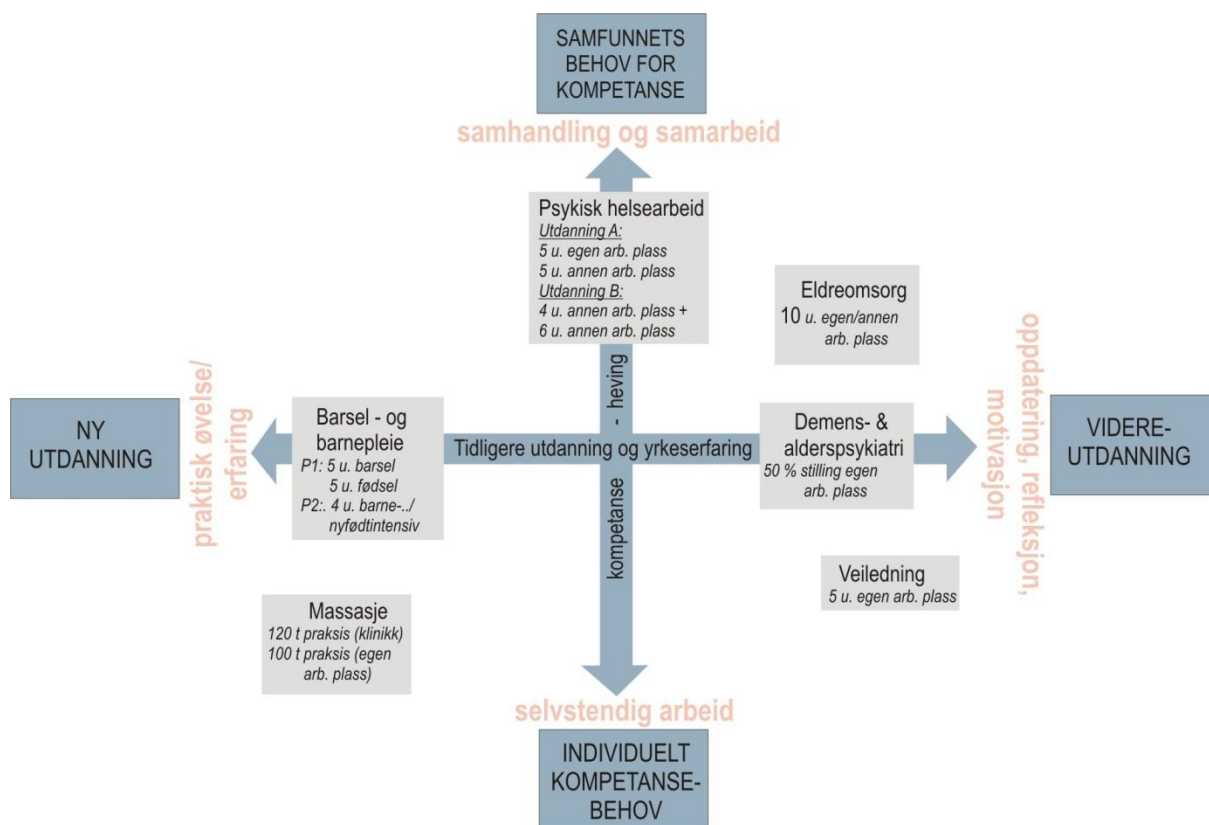 SAMFUNNETS
BEHOV FOR
KOMPETANSE
samhandling og samarbeid
Psykisk helsearbeid
Utdanning A:
5 u. egen arb. plass
5 u. annen arb. plass
Utdanning B:
4 u. annen arb. plass +
6 u. annen arb. plass
Eldreomsorg
10 u. egen/annen
arb. plass
NY
UTDANNING
praktisk øvelse/
erfaring
Barsel - og
barnepleie
P1: 5 u. barsel
5 u. fødsel
P2:. 4 u. barne-../
nyfødtintensiv
Tidligere utdanning og yrkeserfaring
kompetanse - heving
Demens- &
alderspsykiatri
50 % stilling egen
arb. plass
oppdatering, refleksjon,
motivasjon
VIDERE-
UTDANNING
Veiledning
5 u. egen arb. plass
Massasje
120 t praksis (klinikk)
100 t praksis (egen
arb. plass)
selvstendig arbeid
INDIVIDUELT
KOMPETANSE-
BEHOV